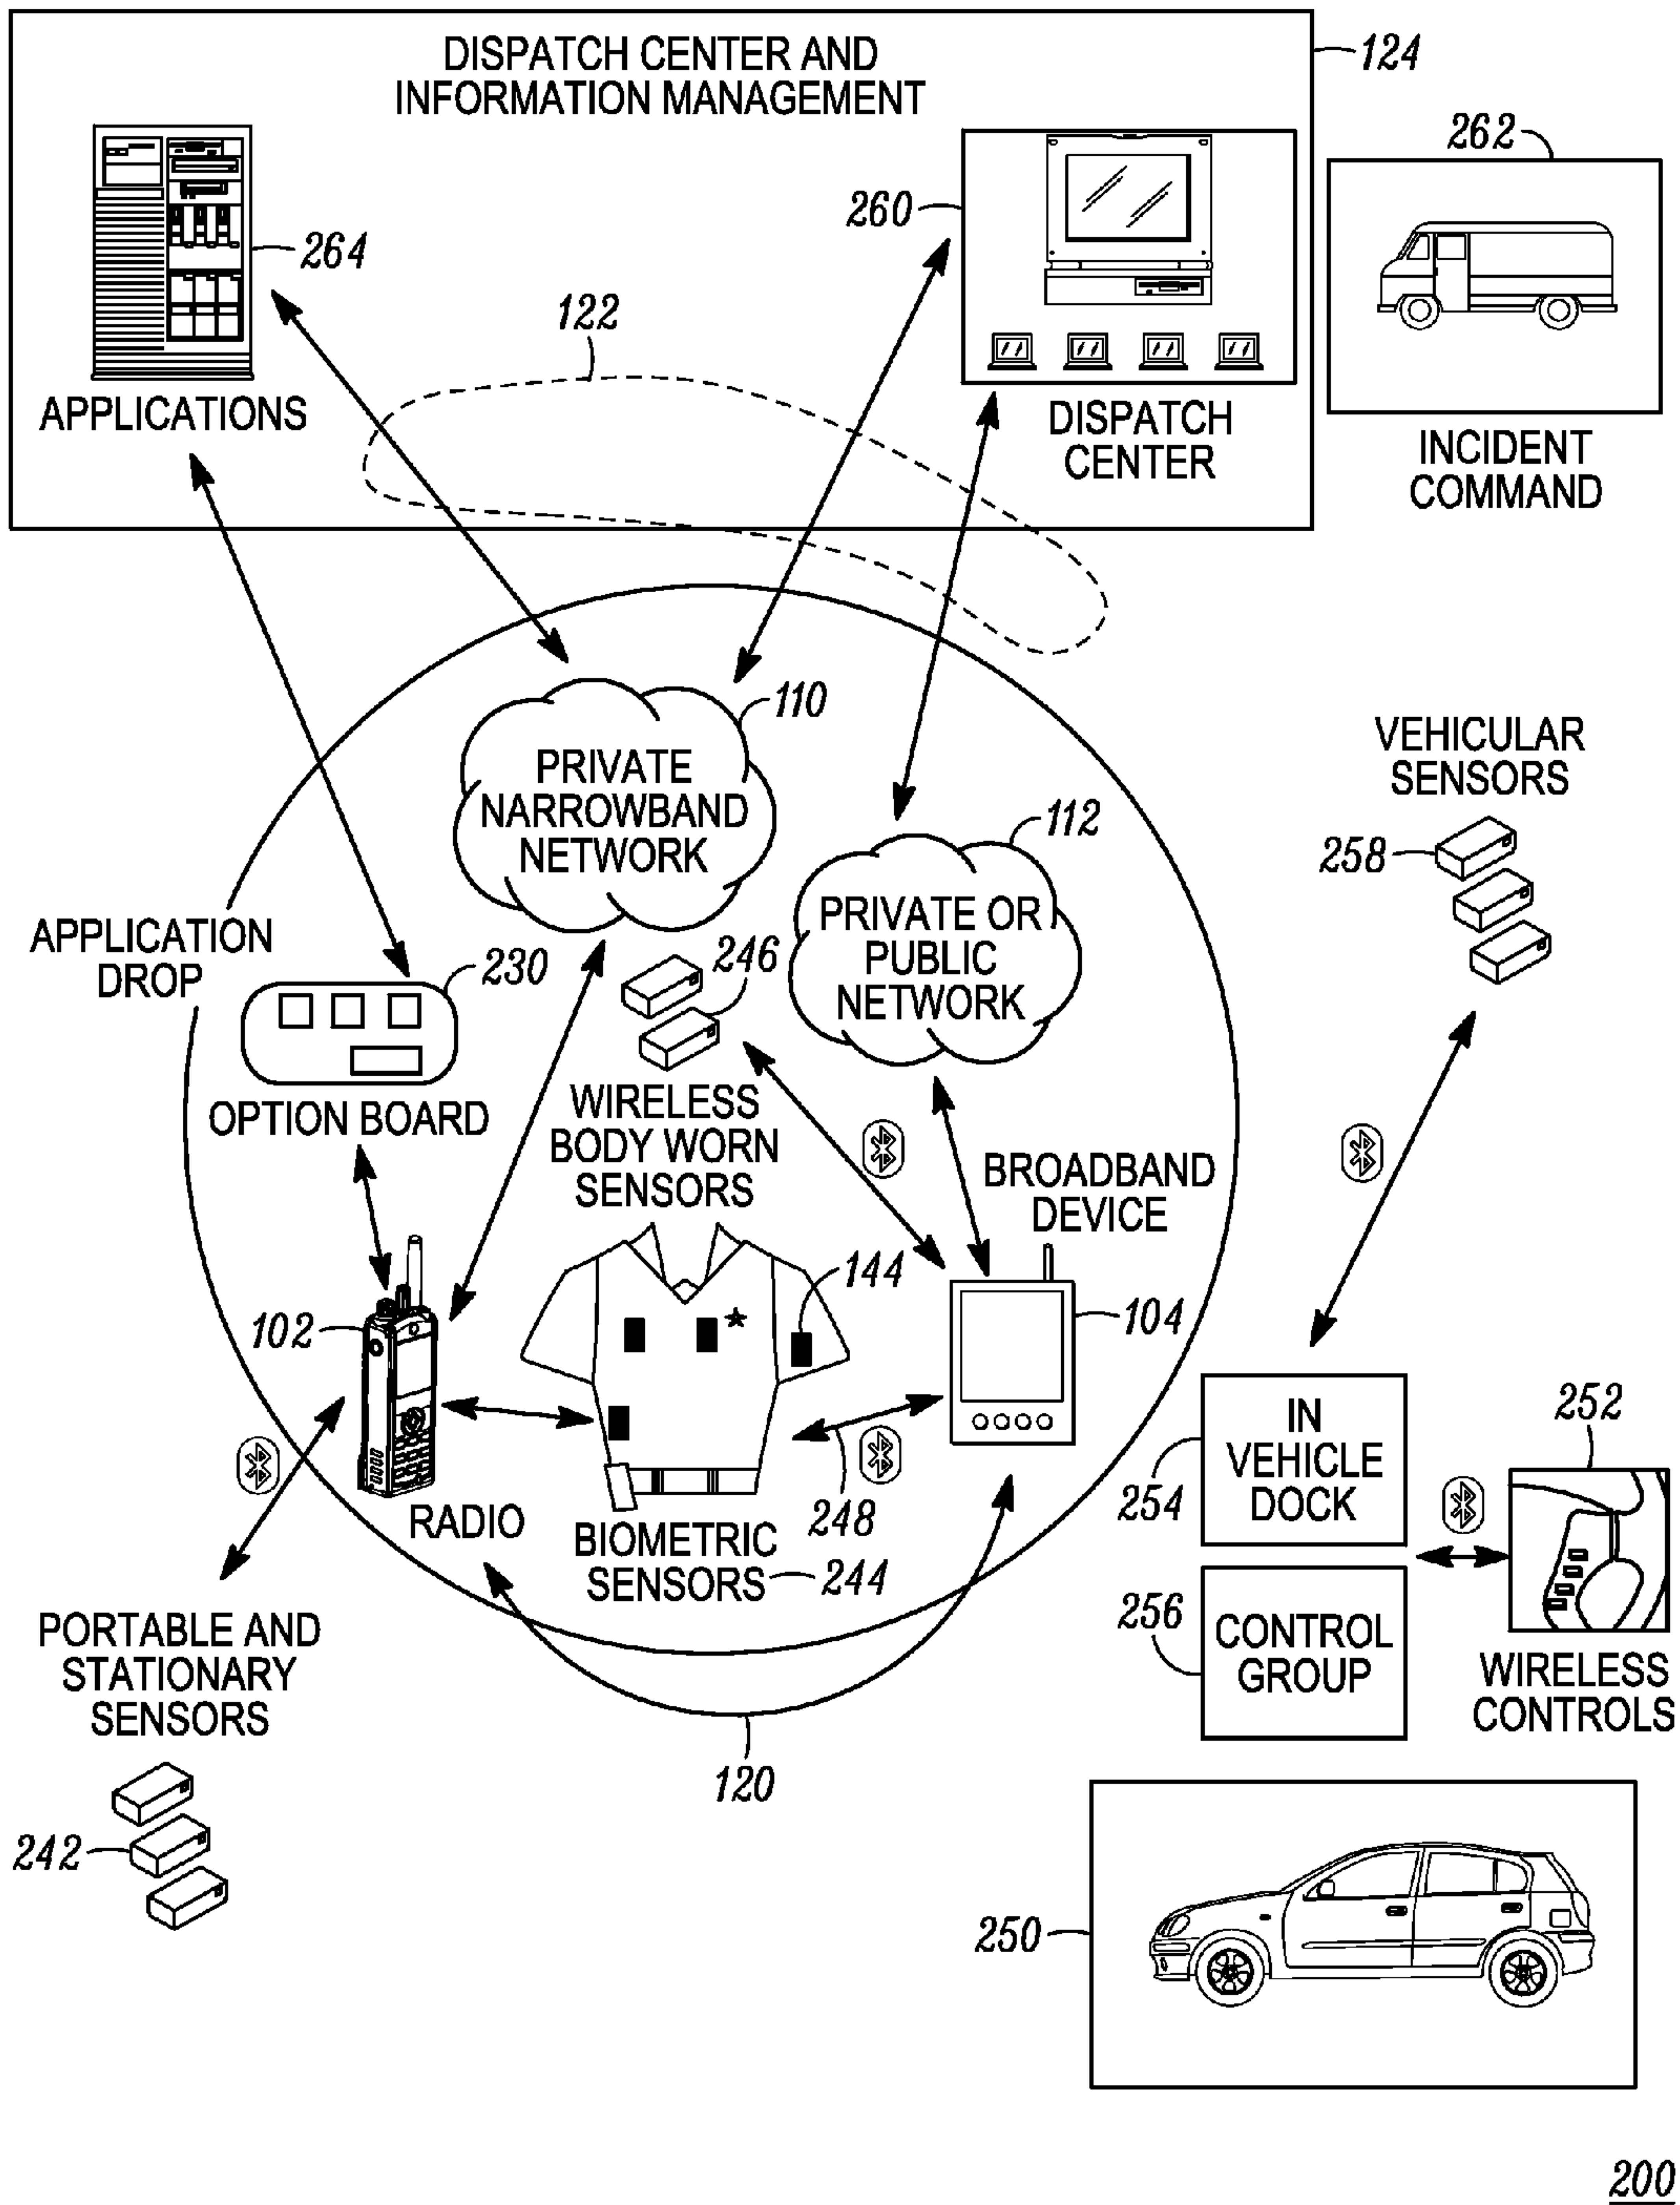 DISPATCH CENTER AND
INFORMATION MANAGEMENT
124
262
260
264
122
APPLICATIONS
DISPATCH
CENTER
INCIDENT
COMMAND
110
PRIVATE
NARROWBAND
NETWORK
VEHICULAR
SENSORS
112
258
PRIVATE OR
PUBLIC
NETWORK
APPLICATION
DROP
230
246
OPTION BOARD
WIRELESS
BODY WORN
SENSORS
BROADBAND
DEVICE
144
102
104
IN
VEHICLE
DOCK
252
254
RADIO
248
BIOMETRIC
SENSORS
244
256
CONTROL
GROUP
WIRELESS
CONTROLS
PORTABLE AND
STATIONARY
SENSORS
120
242
250
200